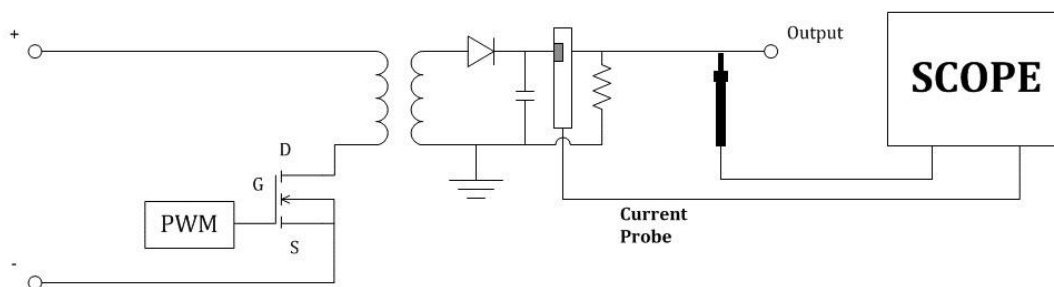 +
Output
SCOPE
D
G
PWM
S
Current
Probe
-